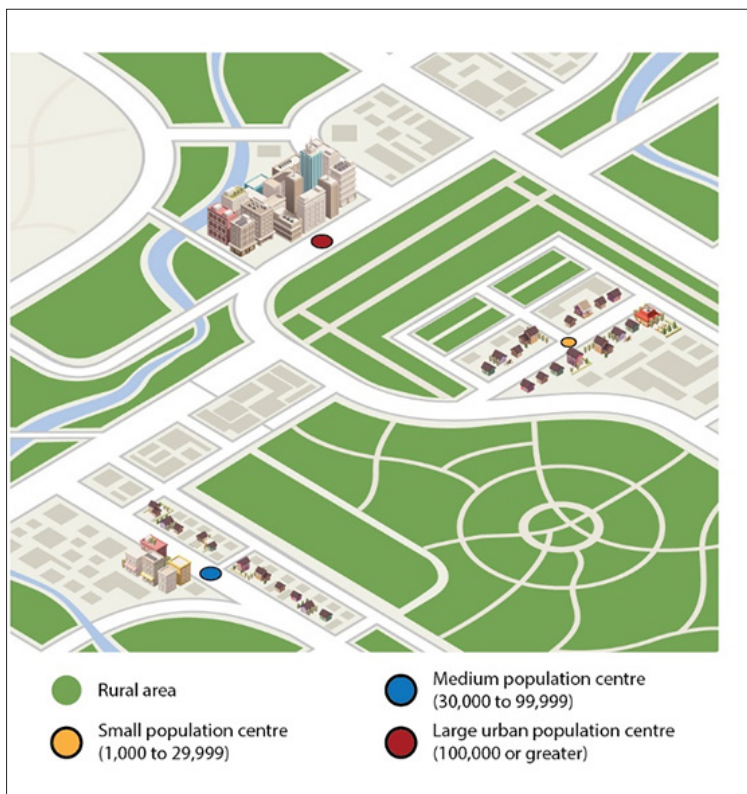 Rural area
Small population centre
(1,000 to 29,999)
Medium population centre
(30,000 to 99,999)
Large urban population centre
(100,000 or greater)